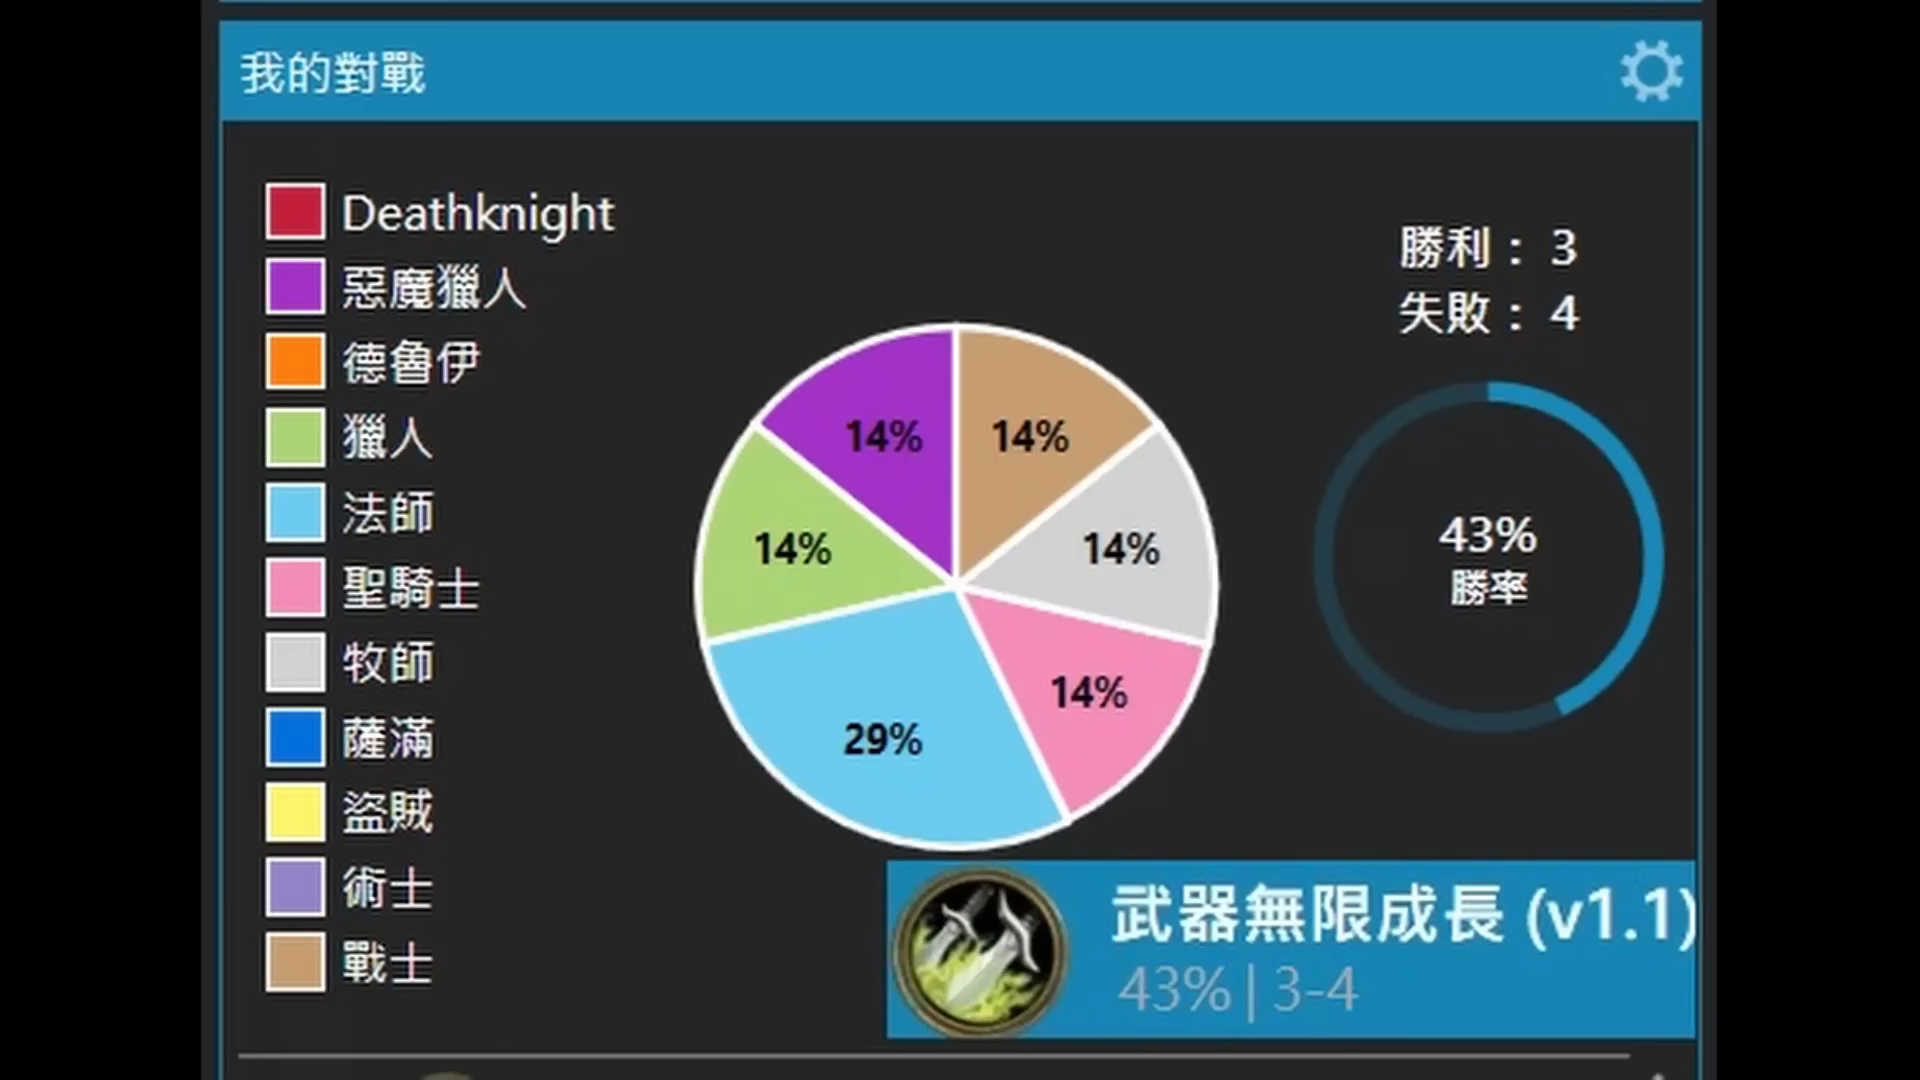 我的對戰
Deathknight
惡魔獵人
德魯伊
獵人
法師
聖騎士
牧師
薩滿
盜賊
術士
戰士
14%
14%
14%
14%
14%
29%
勝利： 3
失敗： 4
43%
勝率
武器無限成長 (v1.1)
43% | 3-4